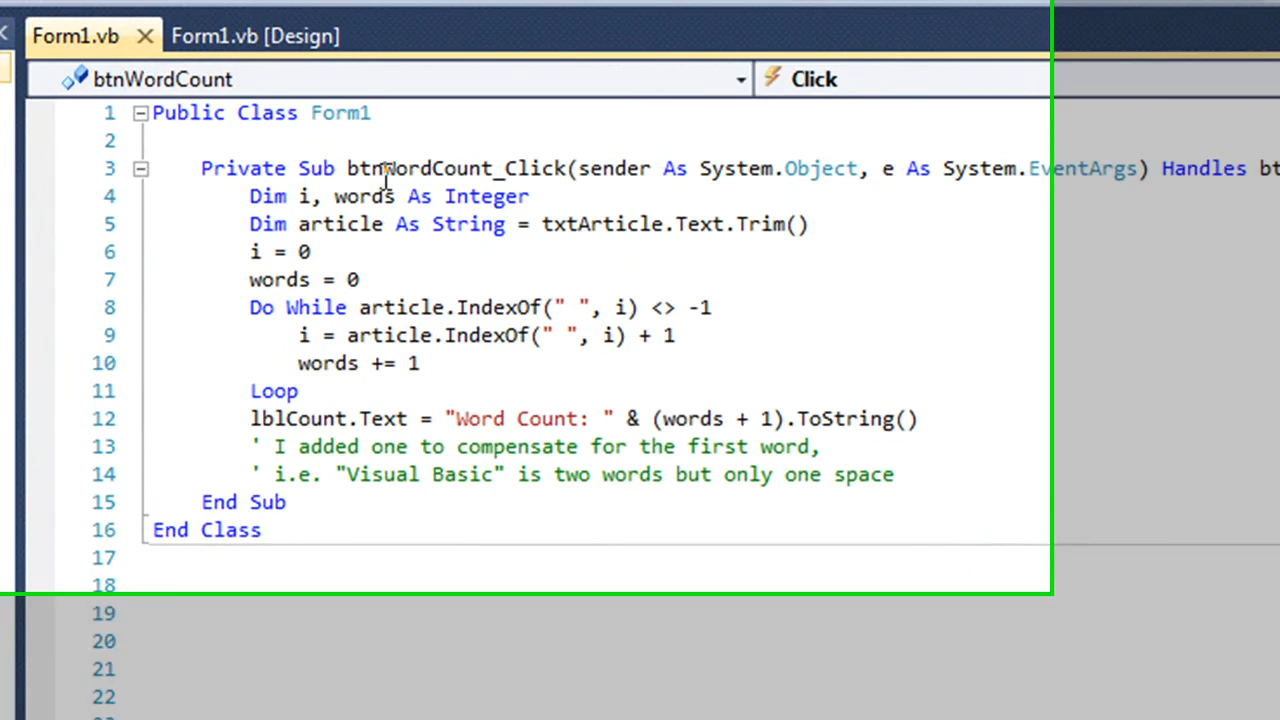 Form1.vb Form1.vb [Design]
btnWordCount Click
1 Public Class Form1
2
3 Private Sub btnWordCount_Click(sender As System.Object, e As System.EventArgs) Handles bt
4 Dim i, words As Integer
5 Dim article As String = txtArticle.Text.Trim()
6 i = 0
7 words = 0
8 Do While article.IndexOf(" ", i) <> -1
9 i = article.IndexOf(" ", i) + 1
10 words += 1
11 Loop
12 lblCount.Text = "Word Count: " & (words + 1).ToString()
13 ' I added one to compensate for the first word,
14 ' i.e. "Visual Basic" is two words but only one space
15 End Sub
16 End Class
17
18
19
20
21
22